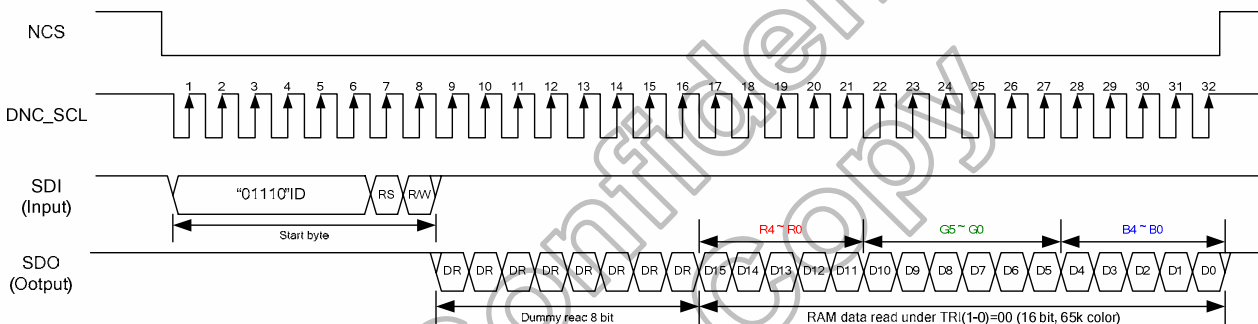 NCS
DNC_SCL
1 2 3 4 5 6 7 8 9 10 11 12 13 14 15 16 17 18 19 20 21 22 23 24 25 26 27 28 29 30 31 32
SDI
(Input)
"01110"ID RS R/W
Start byte
R4 ~ R0 G5 ~ G0 B4 ~ B0
SDO
(Ootput)
DR DR DR DR DR DR DR DR D15 D14 D13 D12 D11 D10 D9 D8 D7 D6 D5 D4 D3 D2 D1 D0
Dummy reac 8 bit
RAM data read under TRI(1-0)=00 (16 bit, 65k color)
confiden
copy